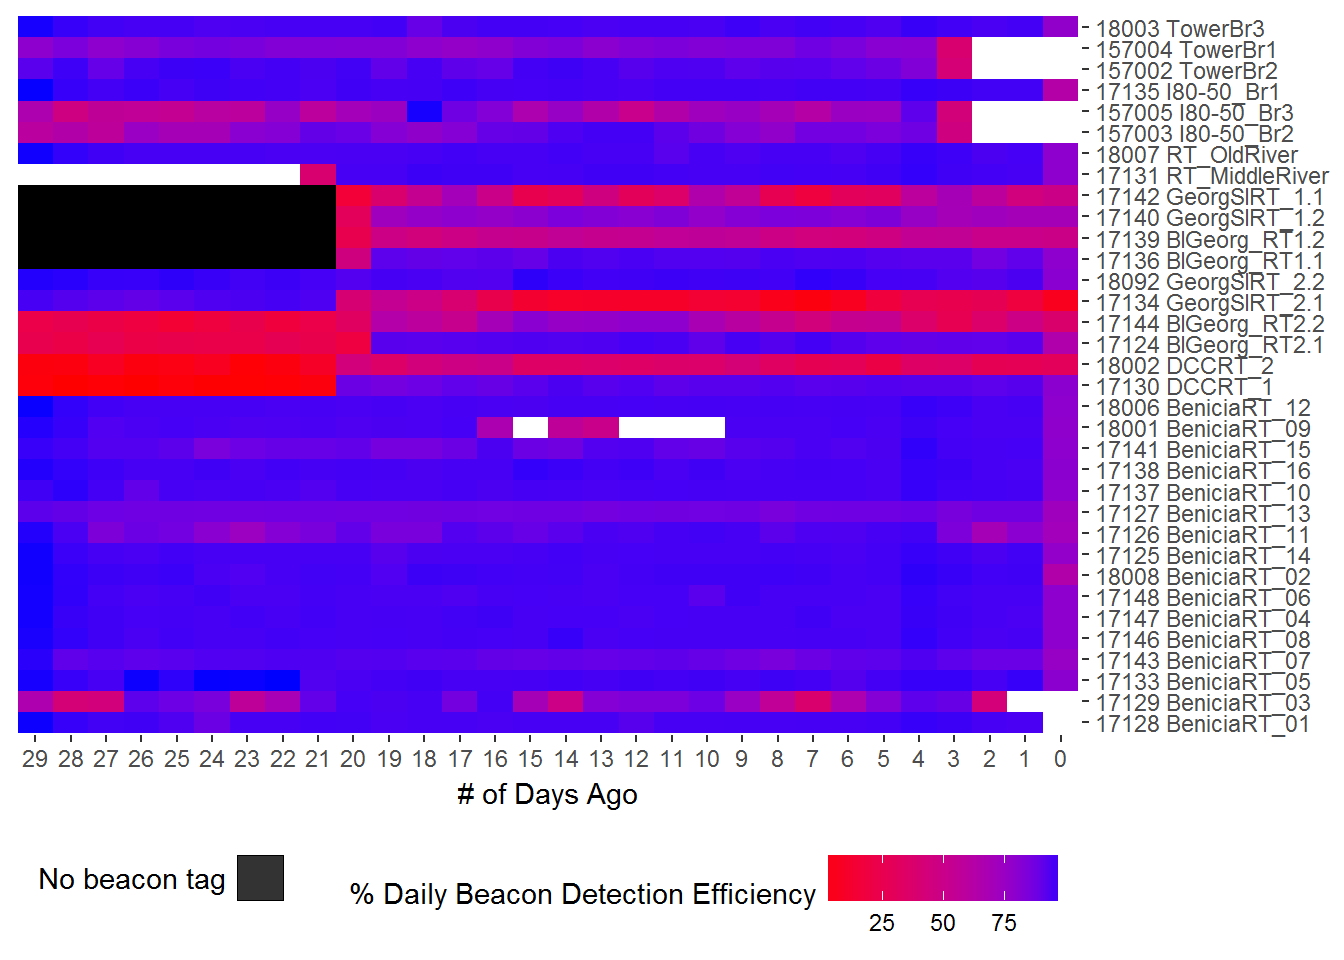 18003 TowerBr3
157004 TowerBr1
157002 TowerBr2
17135 I80-50_Br1
157005 I80-50_Br3
157003 I80-50_Br2
18007 RT_OldRiver
17131 RT_MiddleRiver
17142 GeorgSlRT_1.1
17140 GeorgSlRT_1.2
17139 BlGeorg_RT1.2
17136 BlGeorg_RT1.1
18092 GeorgSlRT_2.2
17134 GeorgSlRT_2.1
17144 BlGeorg_RT2.2
17124 BlGeorg_RT2.1
18002 DCCRT_2
17130 DCCRT_1
18006 BeniciaRT_12
18001 BeniciaRT_09
17141 BeniciaRT_15
17138 BeniciaRT_16
17137 BeniciaRT_10
17127 BeniciaRT_13
17126 BeniciaRT_11
17125 BeniciaRT_14
18008 BeniciaRT_02
17148 BeniciaRT_06
17147 BeniciaRT_04
17146 BeniciaRT_08
17143 BeniciaRT_07
17133 BeniciaRT_05
17129 BeniciaRT_03
17128 BeniciaRT_01
29 28 27 26 25 24 23 22 21 20 19 18 17 16 15 14 13 12 11 10 9 8 7 6 5 4 3 2 1 0
# of Days Ago
No beacon tag
% Daily Beacon Detection Efficiency
25 50 75